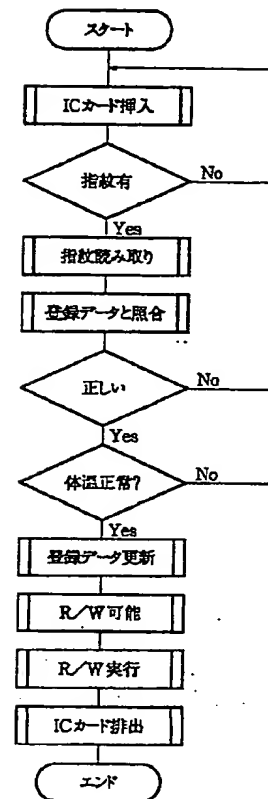 スタート
ICカード挿入
指紋有
No
Yes
指紋読み取り
登録データと照合
正しい
No
Yes
体温正常?
No
Yes
登録データ更新
R/W可能
R/W実行
ICカード排出
エンド